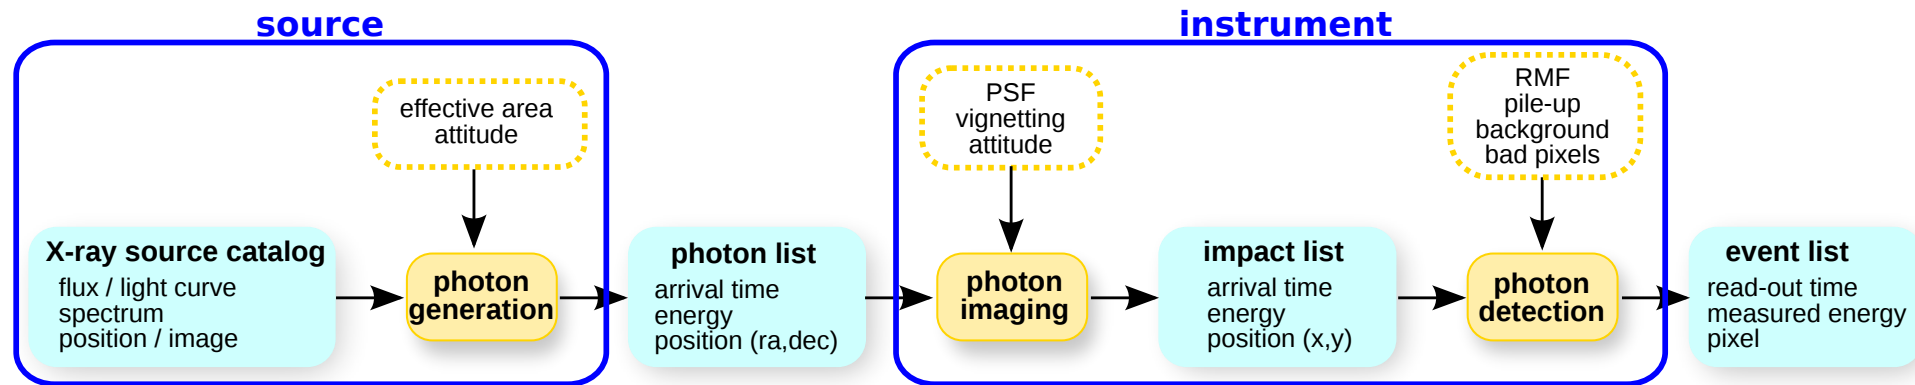 source
instrument
effective area
attitude
PSF
vignetting
attitude
RMF
pile-up
background
bad pixels
X-ray source catalog
flux / light curve
spectrum
position / image
photon
generation
photon list
arrival time
energy
position (ra,dec)
photon
imaging
impact list
arrival time
energy
position (x,y)
photon
detection
event list
read-out time
measured energy
pixel